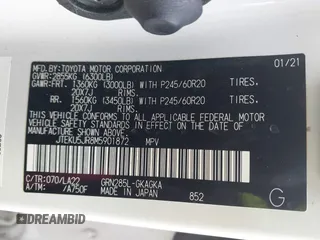 MFD. BY: TOYOTA MOTOR CORPORATION 01/21
GVWR: 2855KG (6300LB)
GAWR: FRT. 1360KG (3000LB) WITH P245/60R20
20X7J RIMS.
RR. 1560KG (3450LB) WITH P245/60R20
20X7J RIMS.
THIS VEHICLE CONFORMS TO ALL APPLICABLE
FEDERAL MOTOR VEHICLE SAFETY STANDARDS IN
EFFECT ON THE DATE OF MANUFACTURE SHOWN ABOVE.
JTEKU5JR8M5901872 MPV
C/TR: 070/LA22 GRN285L-GKAGKA
A/TM: /A750F MADE IN JAPAN 852
G